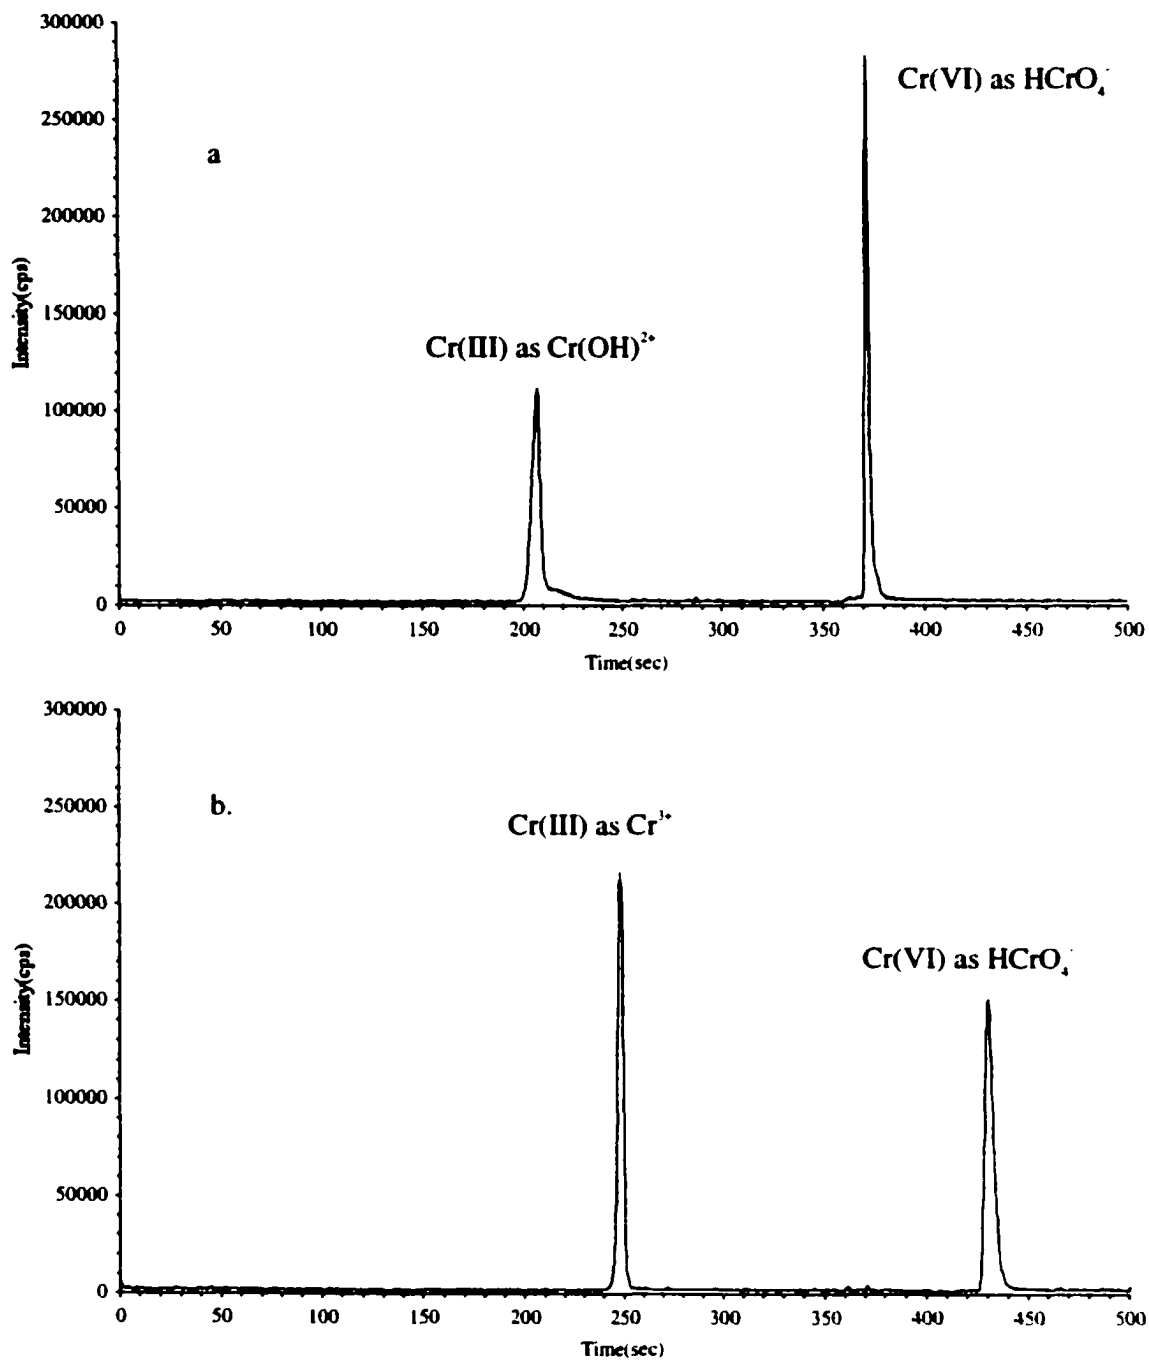 300000
Cr(VI) as HCrO₄⁻
250000
a
200000
Intensity(cps)
150000
Cr(III) as Cr(OH)²⁺
100000
50000
0
0 50 100 150 200 250 300 350 400 450 500
Time(sec)
300000
250000
b.
Cr(III) as Cr³⁺
200000
Cr(VI) as HCrO₄⁻
Intensity(cps)
150000
100000
50000
0
0 50 100 150 200 250 300 350 400 450 500
Time(sec)